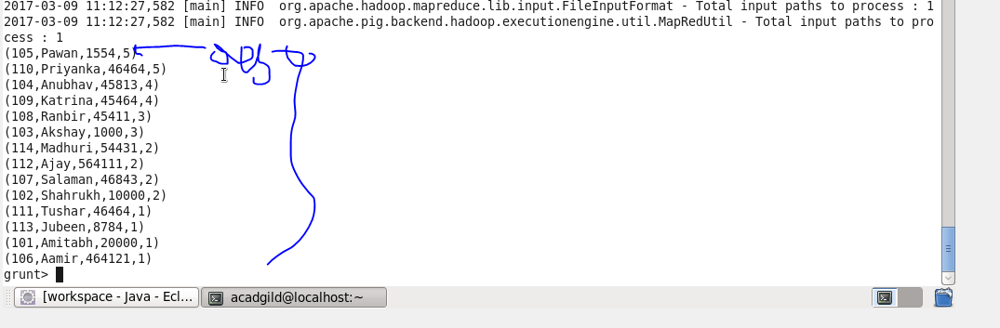 2017-03-09 11:12:27,582 [main] INFO  org.apache.hadoop.mapreduce.lib.input.FileInputFormat - Total input paths to process : 1
2017-03-09 11:12:27,582 [main] INFO  org.apache.pig.backend.hadoop.executionengine.util.MapRedUtil - Total input paths to pro
cess : 1
(105,Pawan,1554,5)
(110,Priyanka,46464,5)
(104,Anubhav,45813,4)
(109,Katrina,45464,4)
(108,Ranbir,45411,3)
(103,Akshay,1000,3)
(114,Madhuri,54431,2)
(112,Ajay,564111,2)
(107,Salaman,46843,2)
(102,Shahrukh,10000,2)
(111,Tushar,46464,1)
(113,Jubeen,8784,1)
(101,Amitabh,20000,1)
(106,Aamir,464121,1)
grunt>
[workspace - Java - Ecl... acadgild@localhost:~